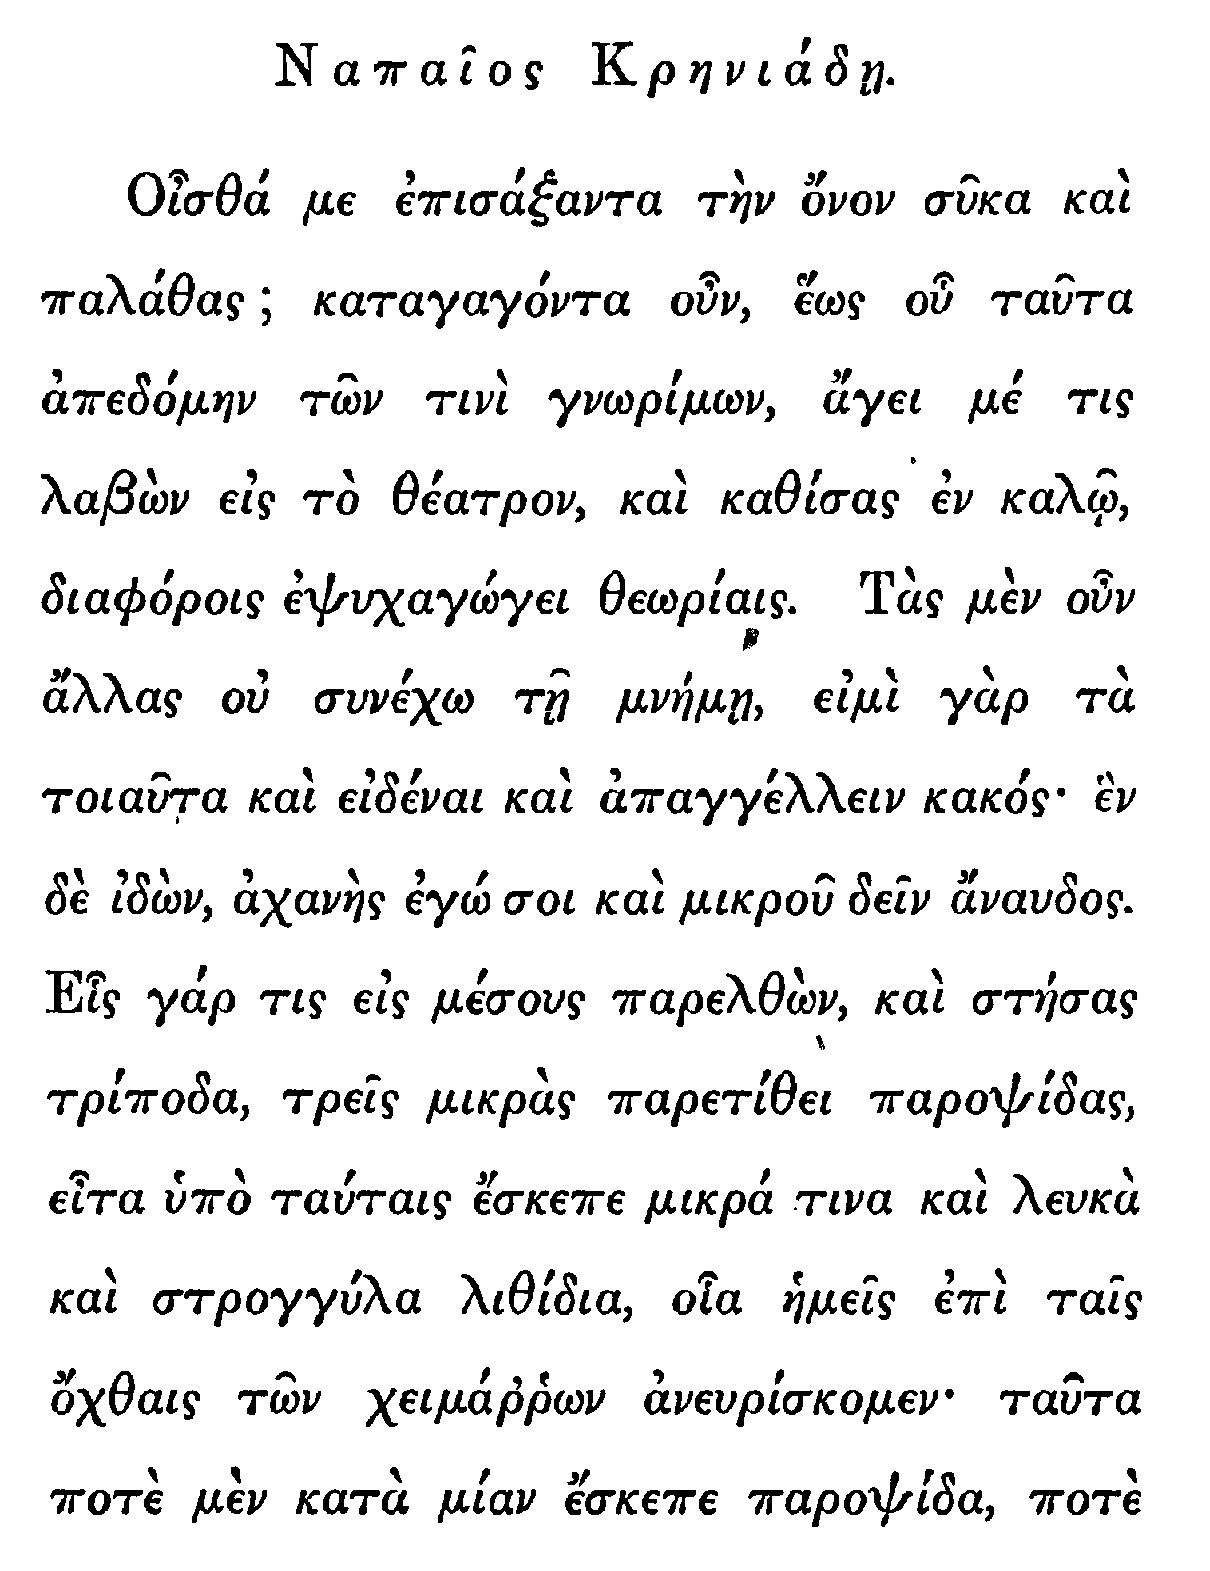 Ναπαῖος Κρηνιάδῃ.
Οἶσθά με ἐπισάξαντα τὴν ὄνον σῦκα καὶ
παλάθας; καταγαγόντα οὖν, ἕως οὗ ταῦτα
ἀπεδόμην τῶν τινὶ γνωρίμων, ἄγει μέ τις
λαβὼν εἰς τὸ θέατρον, καὶ καθίσας ἐν καλῷ,
διαφόροις ἐψυχαγώγει θεωρίαις. Τὰς μὲν οὖν
ἄλλας οὐ συνέχω τῇ μνήμῃ, εἰμὶ γὰρ τὰ
τοιαῦτα καὶ εἰδέναι καὶ ἀπαγγέλλειν κακός· ἓν
δὲ ἰδὼν, ἀχανὴς ἐγώ σοι καὶ μικροῦ δεῖν ἄναυδος.
Εἷς γάρ τις εἰς μέσους παρελθὼν, καὶ στήσας
τρίποδα, τρεῖς μικρὰς παρετίθει παροψίδας,
εἶτα ὑπὸ ταύταις ἔσκεπε μικρά τινα καὶ λευκὰ
καὶ στρογγύλα λιθίδια, οἷα ἡμεῖς ἐπὶ ταῖς
ὄχθαις τῶν χειμάῤῥων ἀνευρίσκομεν· ταῦτα
ποτὲ μὲν κατὰ μίαν ἔσκεπε παροψίδα, ποτὲ